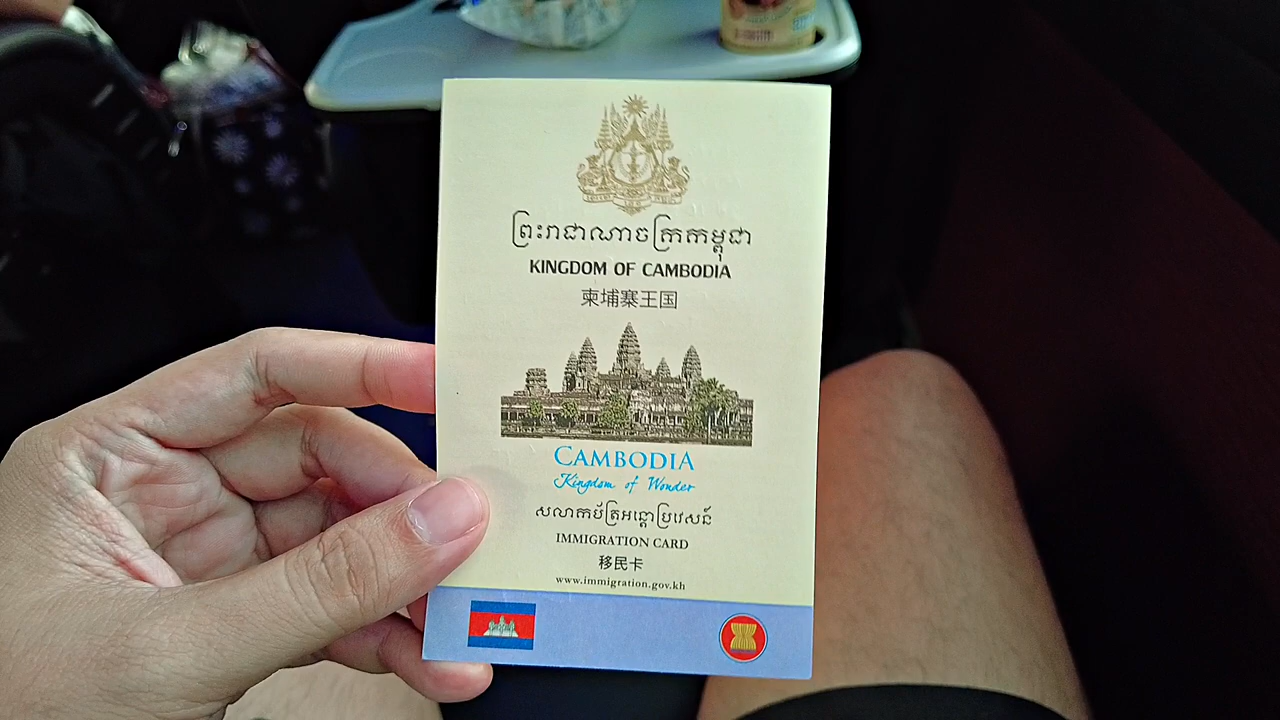 ព្រះរាជាណាចក្រកម្ពុជា
KINGDOM OF CAMBODIA
柬埔寨王国
CAMBODIA
Kingdom of Wonder
សលាកប័ត្រអន្តោប្រវេសន៍
IMMIGRATION CARD
移民卡
www.immigration.gov.kh